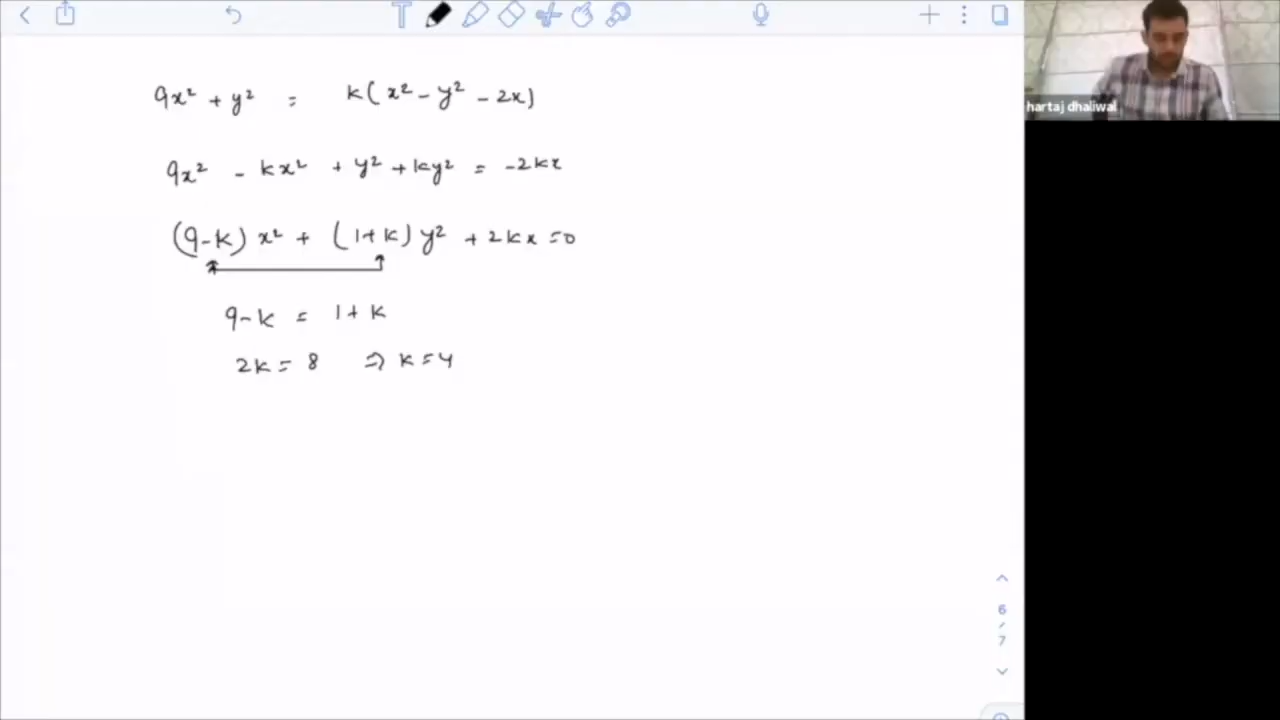 9x² + y² = k(x² - y² - 2x)
9x² - kx² + y² + ky² = -2kx
(9-k) x² + (1+k) y² + 2kx = 0
9-k = 1+k
2k = 8 ⇒ k = 4
hartaj dhaliwal
6
/
7